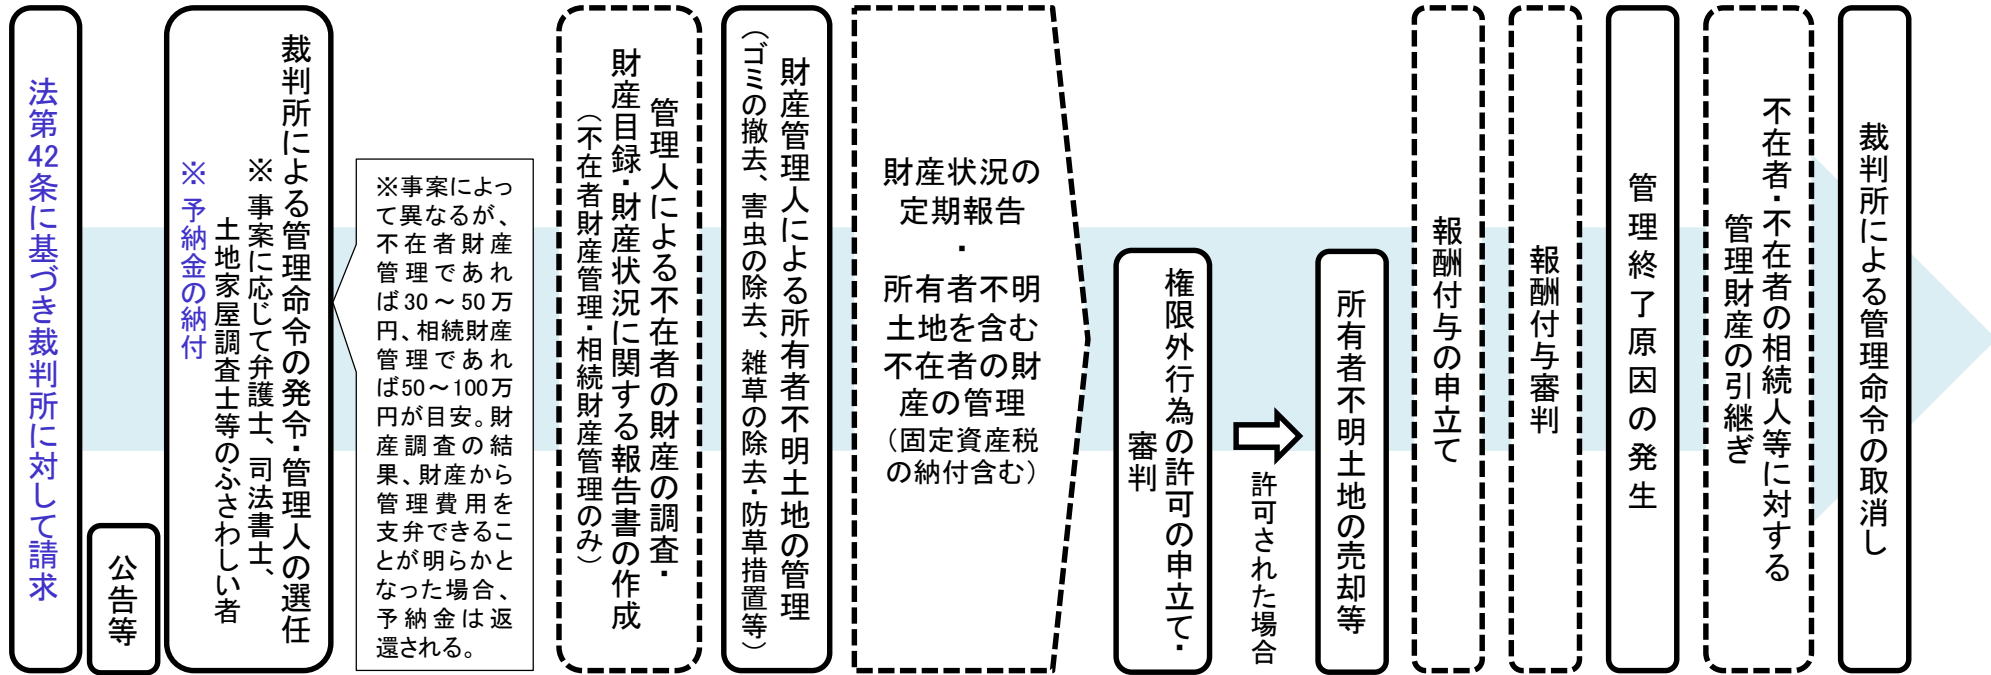 法第42条に基づき裁判所に対して請求
公告等
裁判所による管理命令の発令・管理人の選任
※事案に応じて弁護士、司法書士、
土地家屋調査士等のふさわしい者
※予納金の納付
※事案によっ
て異なるが、
不在者財産
管理であれ
ば30～50万
円、相続財産
管理であれ
ば50～100万
円が目安。財
産調査の結
果、財産から
管理費用を
支弁できるこ
とが明らかと
なった場合、
予納金は返
還される。
管理人による不在者の財産の調査・
財産目録・財産状況に関する報告書の作成
（不在者財産管理・相続財産管理のみ）
財産管理人による所有者不明土地の管理
（ゴミの撤去、害虫の除去、雑草の除去・防草措置等）
財産状況の
定期報告
・
所有者不明
土地を含む
不在者の財
産の管理
（固定資産税
の納付含む）
権限外行為の許可の申立て・
審判
許可された場合
所有者不明土地の売却等
報酬付与の申立て
報酬付与審判
管理終了原因の発生
不在者・不在者の相続人等に対する
管理財産の引継ぎ
裁判所による管理命令の取消し